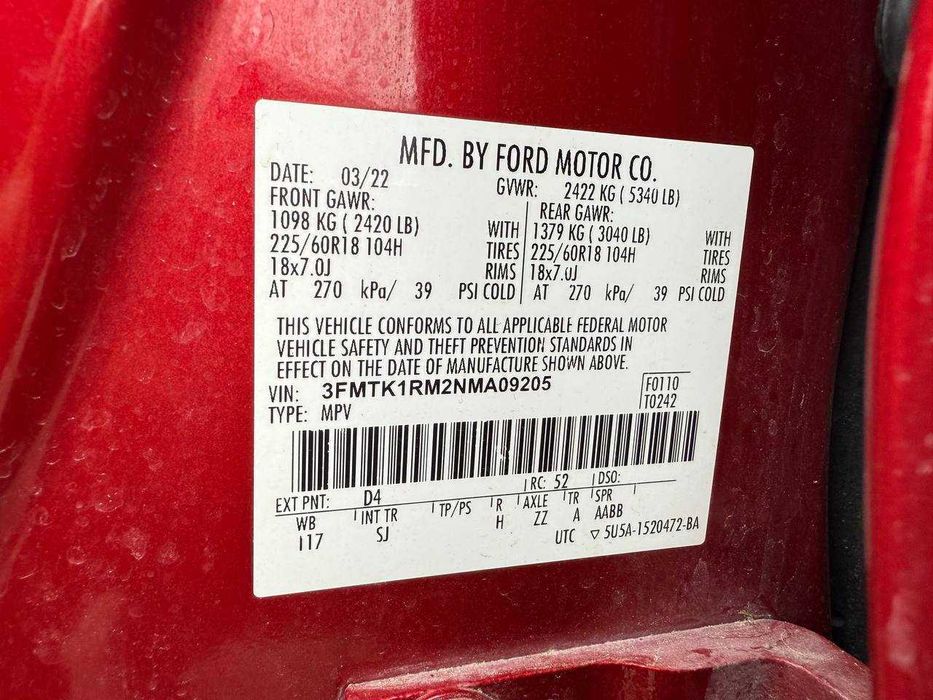 MFD. BY FORD MOTOR CO.
DATE: 03/22 GVWR: 2422 KG ( 5340 LB)
FRONT GAWR: REAR GAWR:
1098 KG ( 2420 LB) WITH 1379 KG ( 3040 LB) WITH
225/60R18 104H TIRES 225/60R18 104H TIRES
18x7.0J RIMS 18x7.0J RIMS
AT 270 kPa/ 39 PSI COLD AT 270 kPa/ 39 PSI COLD
THIS VEHICLE CONFORMS TO ALL APPLICABLE FEDERAL MOTOR
VEHICLE SAFETY AND THEFT PREVENTION STANDARDS IN
EFFECT ON THE DATE OF MANUFACTURE SHOWN ABOVE.
VIN: 3FMTK1RM2NMA09205 F0110
TYPE: MPV T0242
EXT PNT: D4 RC: 52 DSO:
WB INT TR TP/PS R AXLE TR SPR
117 SJ H ZZ A AABB
UTC ▽ 5U5A-1520472-BA